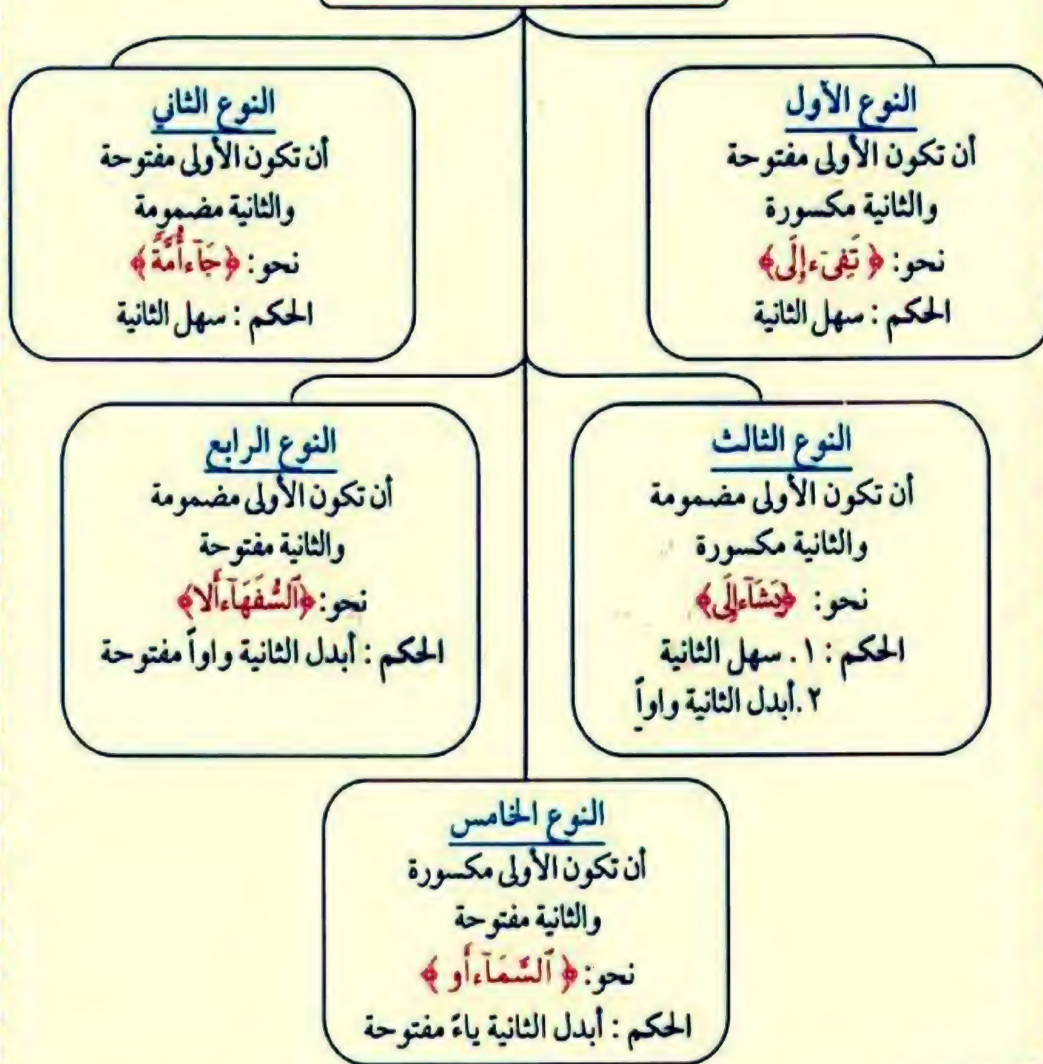 النوع الأول
أن تكون الأولى مفتوحة
والثانية مكسورة
نحو: ﴿تَفِىٓءَ إِلَىٰ﴾
الحكم : سهل الثانية
النوع الثاني
أن تكون الأولى مفتوحة
والثانية مضمومة
نحو: ﴿جَآءَ أُمَّةً﴾
الحكم : سهل الثانية
النوع الثالث
أن تكون الأولى مضمومة
والثانية مكسورة
نحو: ﴿يَشَآءُ إِلَىٰ﴾
الحكم : ١. سهل الثانية
٢.أبدل الثانية واواً
النوع الرابع
أن تكون الأولى مضمومة
والثانية مفتوحة
نحو: ﴿ٱلسُّفَهَآءُ أَلَا﴾
الحكم : أبدل الثانية واواً مفتوحة
النوع الخامس
أن تكون الأولى مكسورة
والثانية مفتوحة
نحو: ﴿ٱلسَّمَآءِ أَو﴾
الحكم : أبدل الثانية ياءً مفتوحة